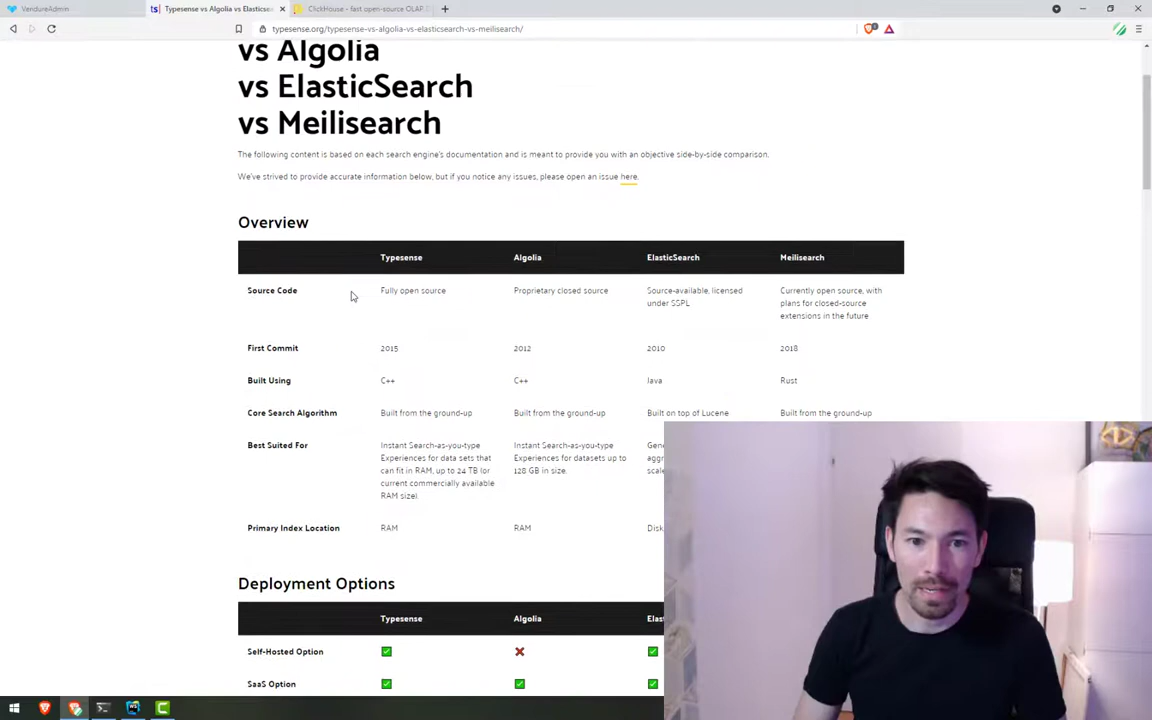 VendureAdmin
Typesense vs Algolia vs Elasticse
ClickHouse - fast open-source OLAP
typesense.org/typesense-vs-algolia-vs-elasticsearch-vs-meilisearch/
vs Algolia
vs ElasticSearch
vs Meilisearch
The following content is based on each search engine's documentation and is meant to provide you with an objective side-by-side comparison.
We've strived to provide accurate information below, but if you notice any issues, please open an issue here.
Overview
Typesense Algolia ElasticSearch Meilisearch
Source Code Fully open source Proprietary closed source Source-available, licensed Currently open source, with
under SSPL plans for closed-source
extensions in the future
First Commit 2015 2012 2010 2018
Built Using C++ C++ Java Rust
Core Search Algorithm Built from the ground-up Built from the ground-up Built on top of Lucene Built from the ground-up
Best Suited For Instant Search-as-you-type Instant Search-as-you-type Gen
Experiences for data sets that Experiences for datasets up to aggr
can fit in RAM, up to 24 TB (or 128 GB in size. scale
current commercially available
RAM size).
Primary Index Location RAM RAM Disk
Deployment Options
Typesense Algolia Elast
Self-Hosted Option
SaaS Option